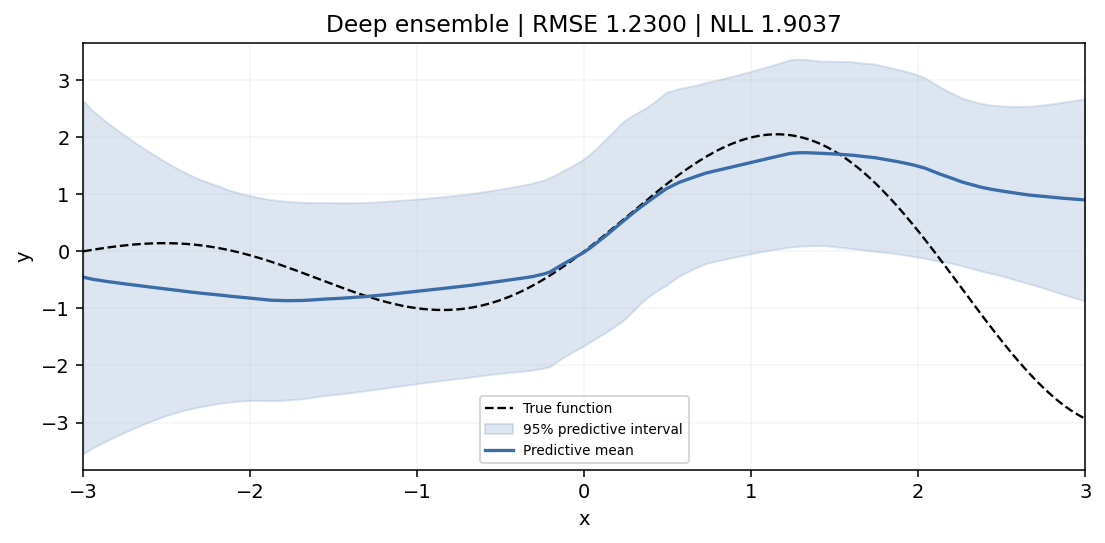 Deep ensemble | RMSE 1.2300 | NLL 1.9037
3
2
1
0
−1
−2
−3
y
True function
95% predictive interval
Predictive mean
−3 −2 −1 0 1 2 3
x